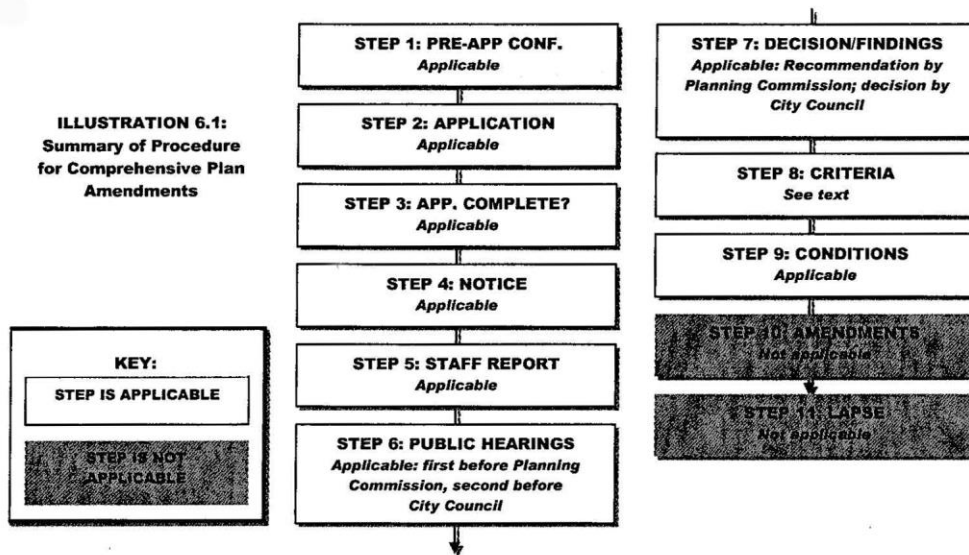 ILLUSTRATION 6.1:
Summary of Procedure
for Comprehensive Plan
Amendments
KEY:
STEP IS APPLICABLE
STEP IS NOT
APPLICABLE
STEP 1: PRE-APP CONF.
Applicable
STEP 2: APPLICATION
Applicable
STEP 3: APP. COMPLETE?
Applicable
STEP 4: NOTICE
Applicable
STEP 5: STAFF REPORT
Applicable
STEP 6: PUBLIC HEARINGS
Applicable: first before Planning
Commission, second before
City Council
STEP 7: DECISION/FINDINGS
Applicable: Recommendation by
Planning Commission; decision by
City Council
STEP 8: CRITERIA
See text
STEP 9: CONDITIONS
Applicable
STEP 10: AMENDMENTS
Not applicable
STEP 11: LAPSE
Not applicable